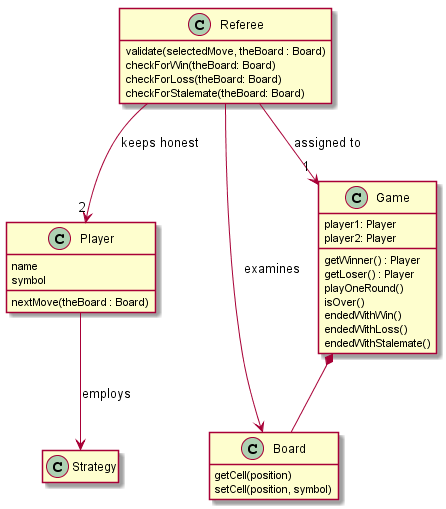 C Referee
validate(selectedMove, theBoard : Board)
checkForWin(theBoard: Board)
checkForLoss(theBoard: Board)
checkForStalemate(theBoard: Board)
keeps honest
assigned to
2
1
C Player
name
symbol
nextMove(theBoard : Board)
C Game
player1: Player
player2: Player
getWinner() : Player
getLoser() : Player
playOneRound()
isOver()
endedWithWin()
endedWithLoss()
endedWithStalemate()
examines
employs
C Strategy
C Board
getCell(position)
setCell(position, symbol)